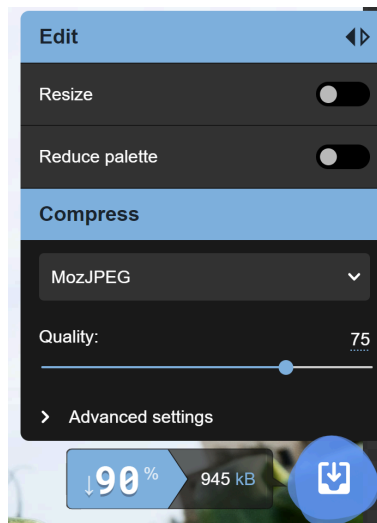 Edit
Resize
Reduce palette
Compress
MozJPEG
Quality: 75
Advanced settings
↓90% 945 kB